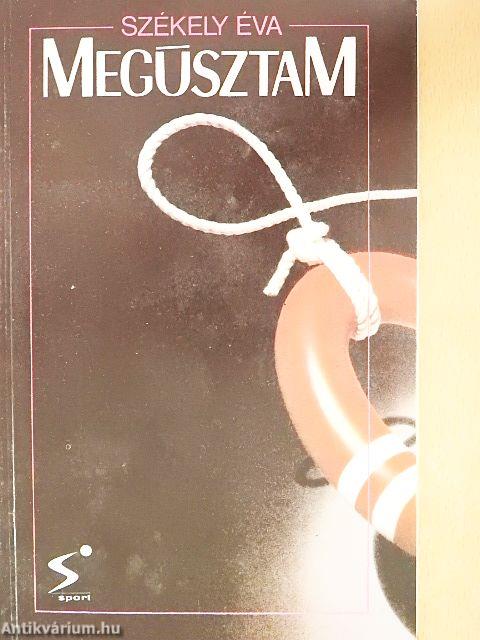 SZÉKELY ÉVA
MEGÚSZTAM
S
sport
Antikvárium.hu